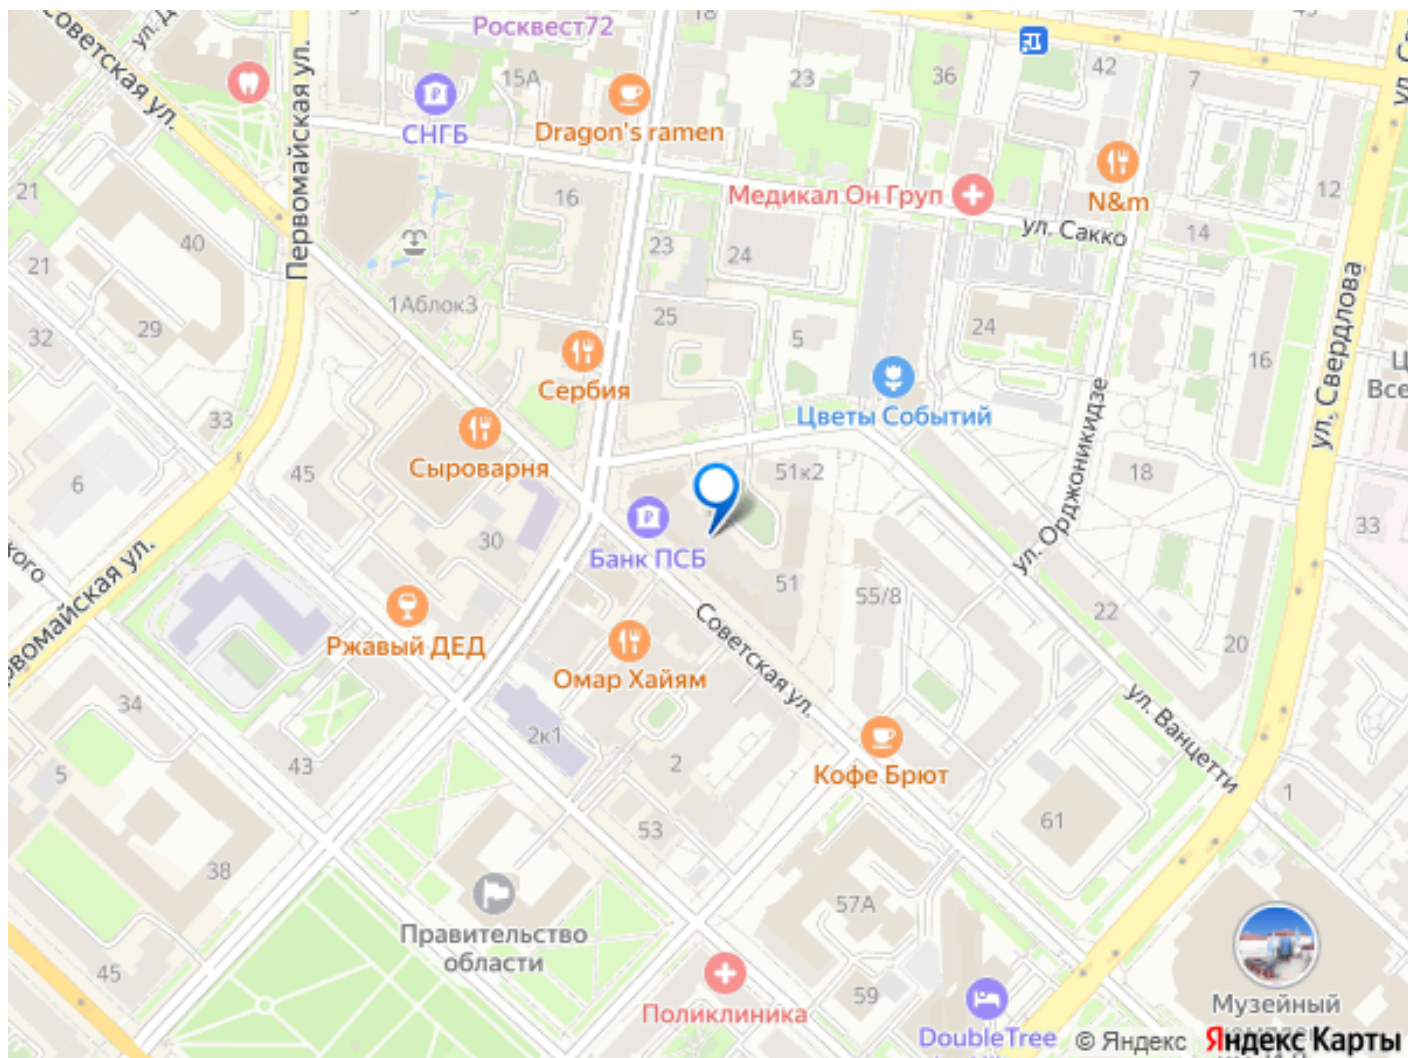 Росквест72
18
Советская ул.
Первомайская ул.
15А
23
36
42
7
СНГБ
Dragon's ramen
Медикал Он Груп
N&m
12
21
16
ул. Сакко
14
40
23
24
21
1Аблок3
29
25
5
24
32
16
ул. Свердлова
Сербия
Цветы Событий
33
Сыроварня
51к2
18
ул. Орджоникидзе
45
6
30
Банк ПСБ
33
51
55/8
22
Первомайская ул.
Ржавый ДЕД
Омар Хайям
Советская ул.
20
34
2к1
ул. Ванцетти
43
5
2
Кофе Брют
1
53
61
38
57А
Правительство
области
45
59
Поликлиника
Музейный
DoubleTree
© Яндекс
Яндекс Карты